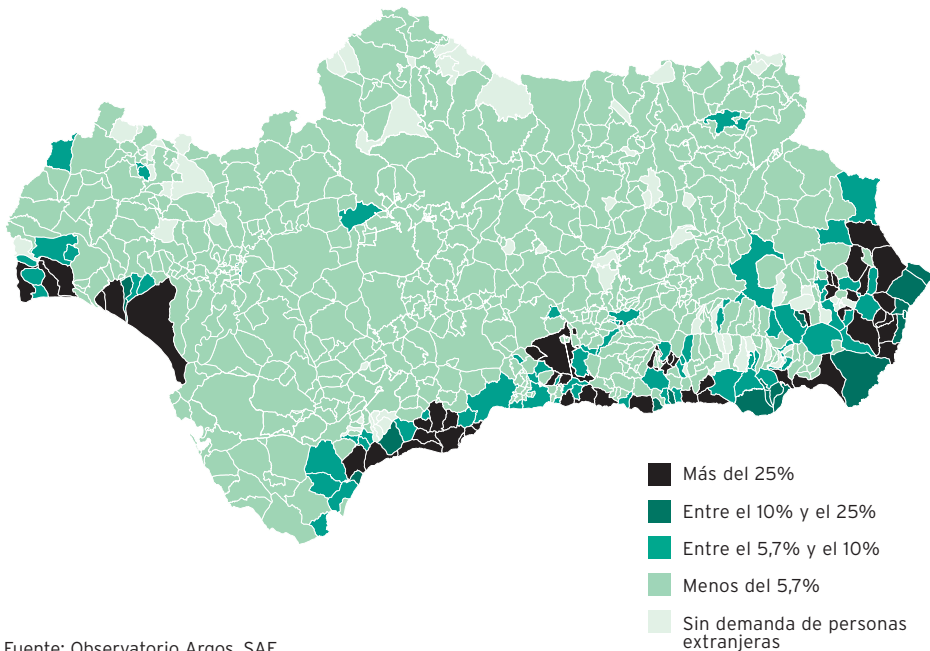 Más del 25%
Entre el 10% y el 25%
Entre el 5,7% y el 10%
Menos del 5,7%
Sin demanda de personas
extranjeras
Fuente: Observatorio Argos. SAE